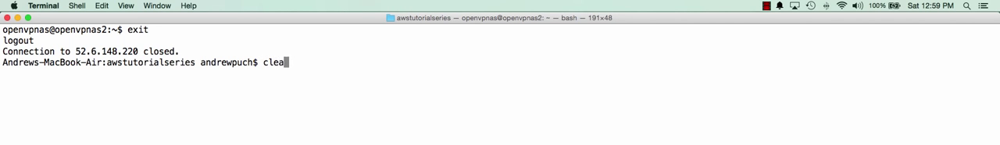 Terminal Shell Edit View Window Help 100% Sat 12:59 PM
awstutorialseries — openvpnas@openvpnas2: ~ — bash — 191×48
openvpnas@openvpnas2:~$ exit
logout
Connection to 52.6.148.220 closed.
Andrews-MacBook-Air:awstutorialseries andrewpuch$ clea